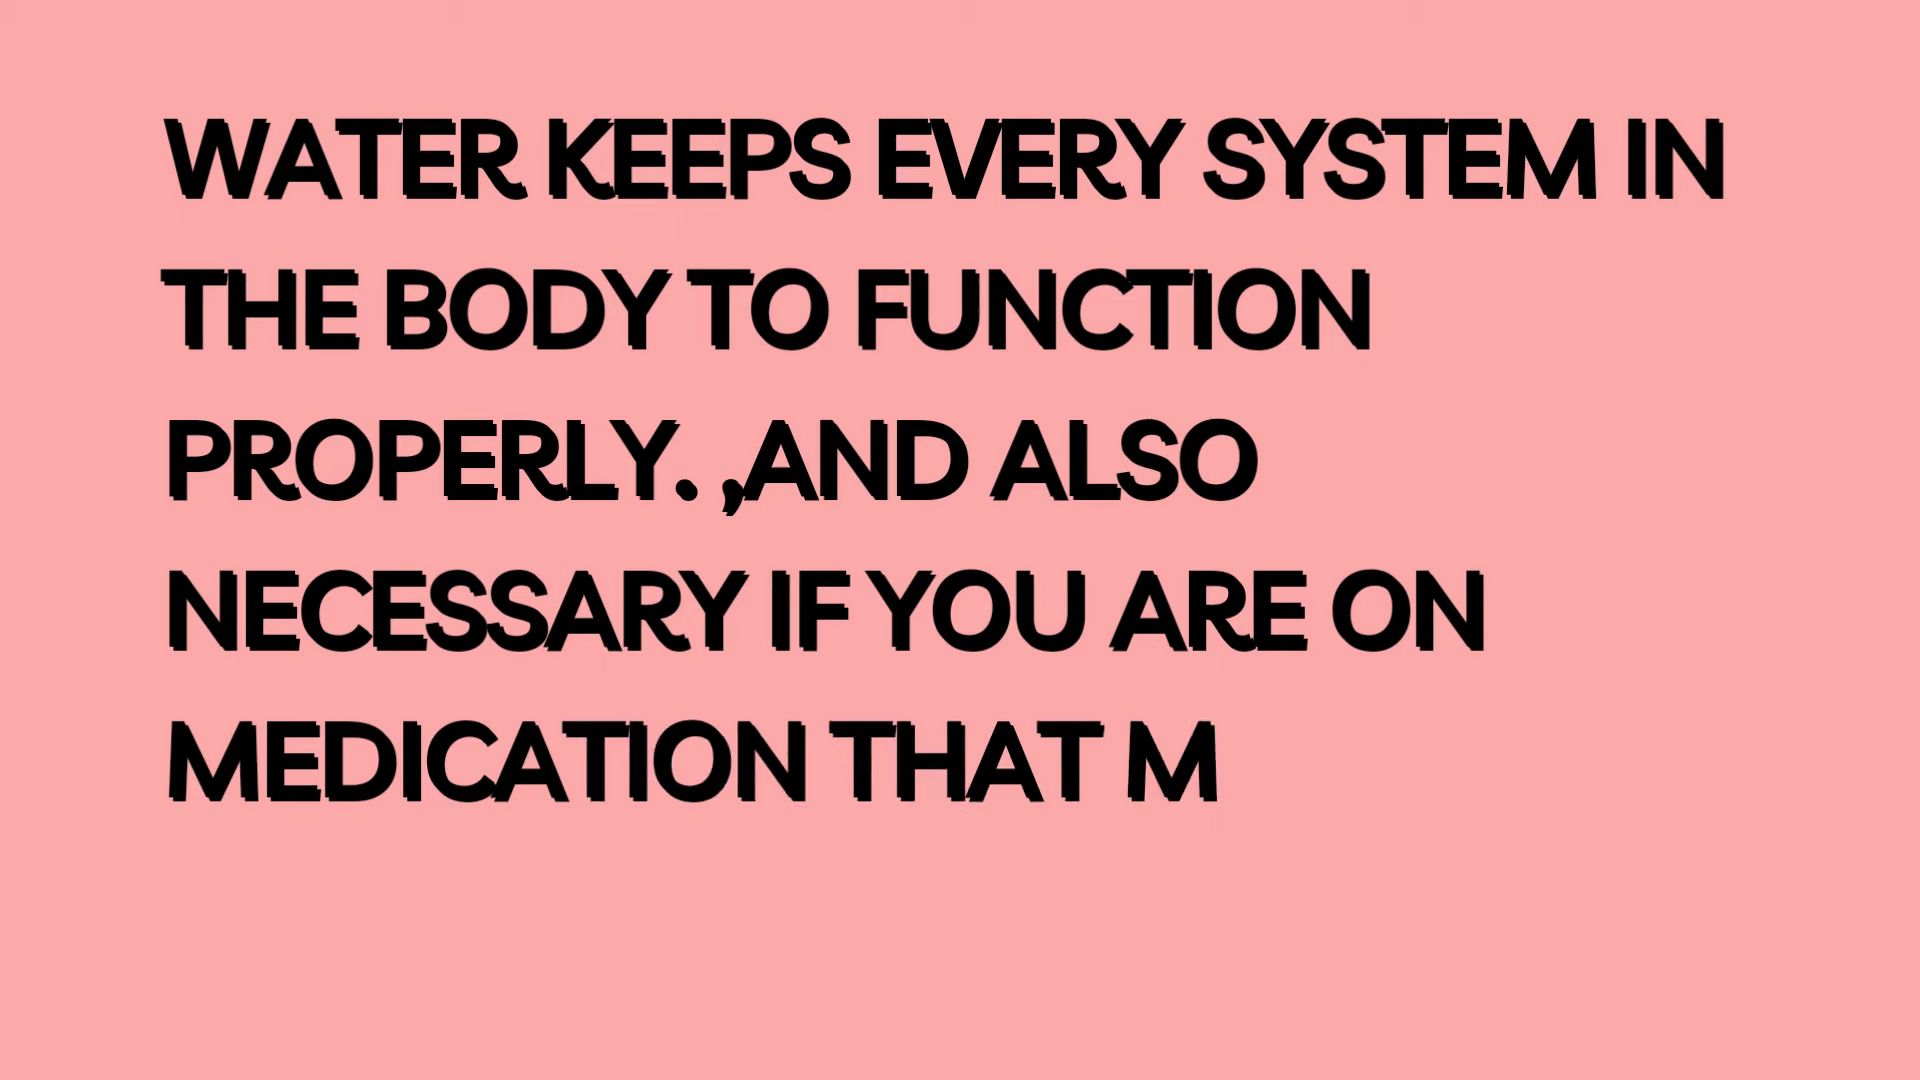 WATER KEEPS EVERY SYSTEM IN
THE BODY TO FUNCTION
PROPERLY. ,AND ALSO
NECESSARY IF YOU ARE ON
MEDICATION THAT M